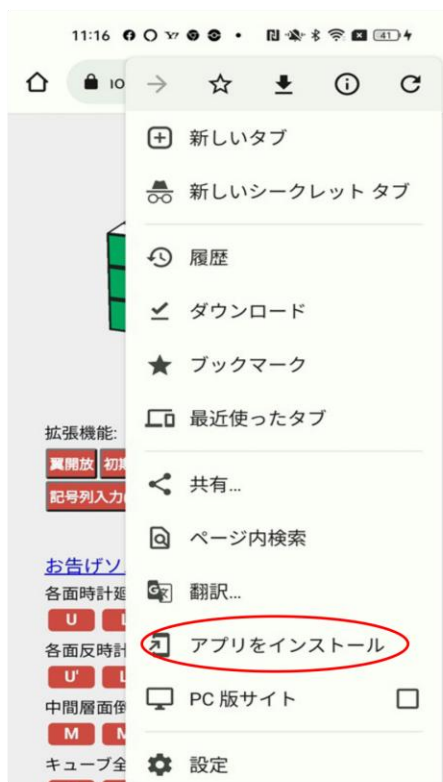 11:16
41
IO
新しいタブ
新しいシークレット タブ
履歴
ダウンロード
ブックマーク
最近使ったタブ
拡張機能:
翼開放 初期
共有...
記号列入力(
ページ内検索
お告げソ
翻訳...
各面時計廻
U L
アプリをインストール
各面反時計
U' L
PC 版サイト
中間層面倒
M M
キューブ全
設定